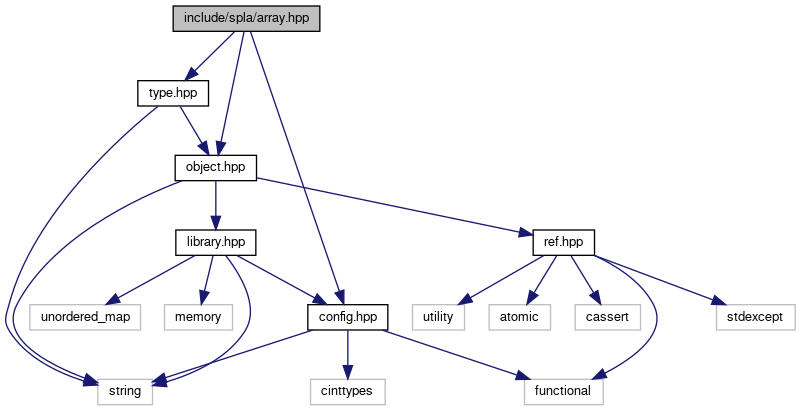 include/spla/array.hpp
type.hpp
object.hpp
library.hpp
ref.hpp
unordered_map
memory
config.hpp
utility
atomic
cassert
stdexcept
string
cinttypes
functional